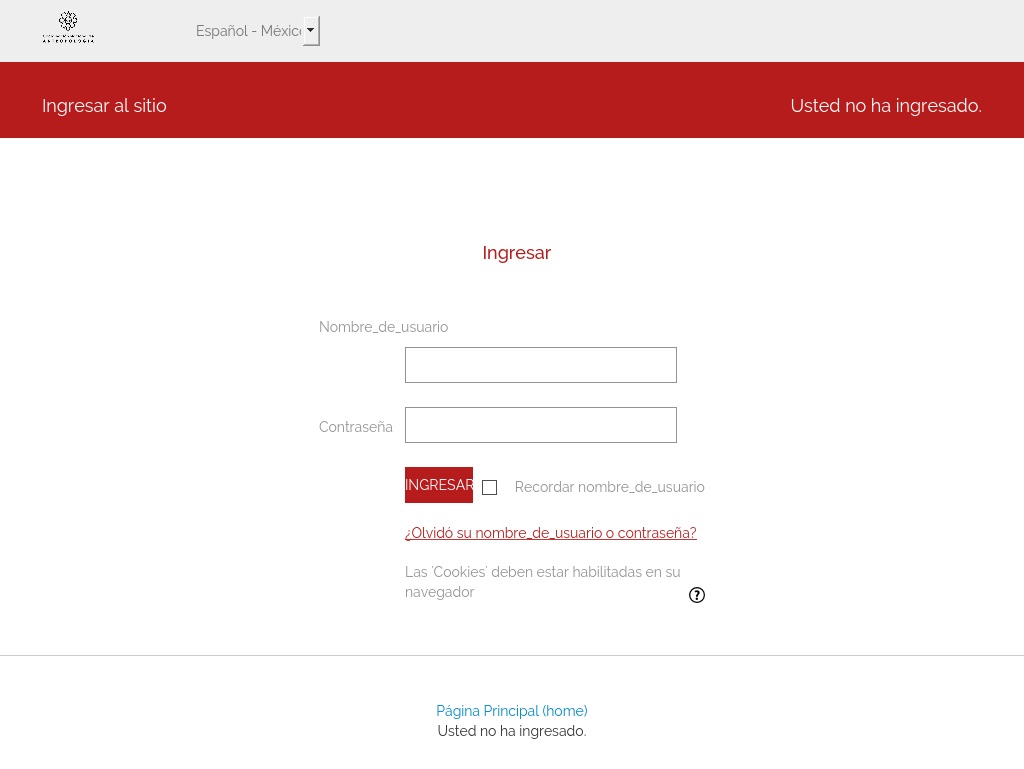 ANTROPOLOGÍA
Español - México
Ingresar al sitio
Usted no ha ingresado.
Ingresar
Nombre_de_usuario
Contraseña
INGRESAR
Recordar nombre_de_usuario
¿Olvidó su nombre_de_usuario o contraseña?
Las 'Cookies' deben estar habilitadas en su
navegador
Página Principal (home)
Usted no ha ingresado.